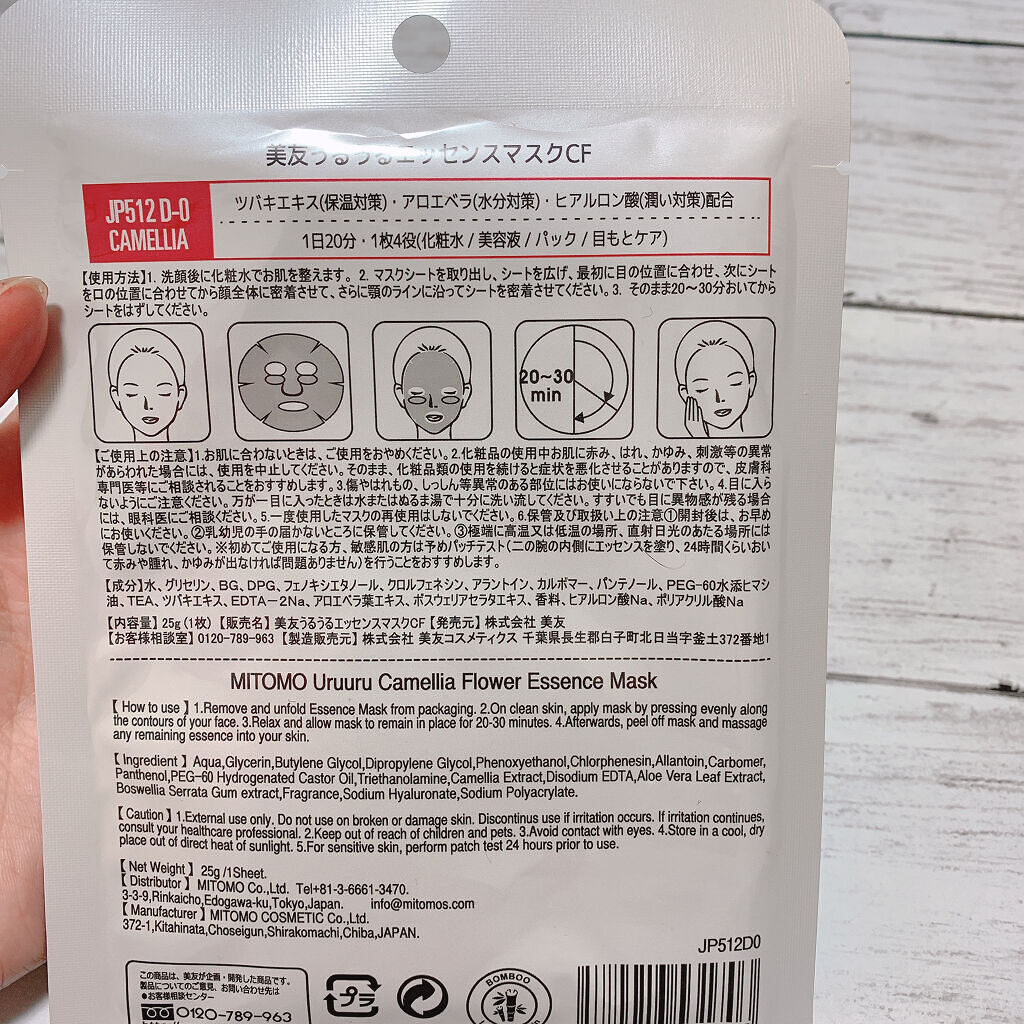 美友うるうるエッセンスマスクCF
JP512 D-0
CAMELLIA
ツバキエキス(保温対策)・アロエベラ(水分対策)・ヒアルロン酸(潤い対策)配合
1日20分・1枚4役(化粧水 / 美容液 / パック / 目もとケア)
【使用方法】1. 洗顔後に化粧水でお肌を整えます。2. マスクシートを取り出し、シートを広げ、最初に目の位置に合わせ、次にシート
を口の位置に合わせてから顔全体に密着させて、さらに顎のラインに沿ってシートを密着させてください。3. そのまま20〜30分おいてから
シートをはずしてください。
20~30
min
【ご使用上の注意】1.お肌に合わないときは、ご使用をおやめください。2.化粧品の使用中お肌に赤み、はれ、かゆみ、刺激等の異常
があらわれた場合には、使用を中止してください。そのまま、化粧品類の使用を続けると症状を悪化させることがありますので、皮膚科
専門医等にご相談されることをおすすめします。3.傷やはれもの、しっしん等異常のある部位にはお使いにならないで下さい。4.目に入ら
ないようにご注意ください。万が一目に入ったときは水またはぬるま湯で十分に洗い流してください。すすいでも目に異物感が残る場合
には、眼科医にご相談ください。5.一度使用したマスクの再使用はしないでください。6.保管及び取扱い上の注意①開封後は、お早め
にお使いください。②乳幼児の手の届かないところに保管してください。③極端に高温又は低温の場所、直射日光のあたる場所には
保管しないでください。※初めてご使用になる方、敏感肌の方は予めパッチテスト(二の腕の内側にエッセンスを塗り、24時間くらいおい
て赤みや腫れ、かゆみが出なければ問題ありません)を行うことをおすすめします。
【成分】水、グリセリン、BG、DPG、フェノキシエタノール、クロルフェネシン、アラントイン、カルボマー、パンテノール、PEG-60水添ヒマシ
油、TEA、ツバキエキス、EDTA-2Na、アロエベラ葉エキス、ボスウェリアセラタエキス、香料、ヒアルロン酸Na、ポリアクリル酸Na
【内容量】25g (1枚) 【販売名】美友うるうるエッセンスマスクCF 【発売元】株式会社 美友
【お客様相談室】0120-789-963 【製造販売元】株式会社 美友コスメティクス 千葉県長生郡白子町北日当字釜土372番地1
MITOMO Uruuru Camellia Flower Essence Mask
【 How to use 】1.Remove and unfold Essence Mask from packaging. 2.On clean skin, apply mask by pressing evenly along
the contours of your face. 3.Relax and allow mask to remain in place for 20-30 minutes. 4.Afterwards, peel off mask and massage
any remaining essence into your skin.
【 Ingredient 】Aqua,Glycerin,Butylene Glycol,Dipropylene Glycol,Phenoxyethanol,Chlorphenesin,Allantoin,Carbomer,
Panthenol,PEG-60 Hydrogenated Castor Oil,Triethanolamine,Camellia Extract,Disodium EDTA,Aloe Vera Leaf Extract,
Boswellia Serrata Gum extract,Fragrance,Sodium Hyaluronate,Sodium Polyacrylate.
【 Caution 】1.External use only. Do not use on broken or damage skin. Discontinus use if irritation occurs. If irritation continues,
consult your healthcare professional. 2.Keep out of reach of children and pets. 3.Avoid contact with eyes. 4.Store in a cool, dry
place out of direct heat of sunlight. 5.For sensitive skin, perform patch test 24 hours prior to use.
【 Net Weight 】 25g /1Sheet.
【 Distributor 】 MITOMO Co.,Ltd. Tel+81-3-6661-3470.
3-3-9,Rinkaicho,Edogawa-ku,Tokyo,Japan. info@mitomos.com
【 Manufacturer 】 MITOMO COSMETIC Co.,Ltd.
372-1,Kitahinata,Choseigun,Shirakomachi,Chiba,JAPAN.
JP512D0
この商品は、美友が企画・開発した商品です。
製品についてのご意見、お問い合わせ先は
●お客様相談センター
0120-789-963
プラ
BOMBOO